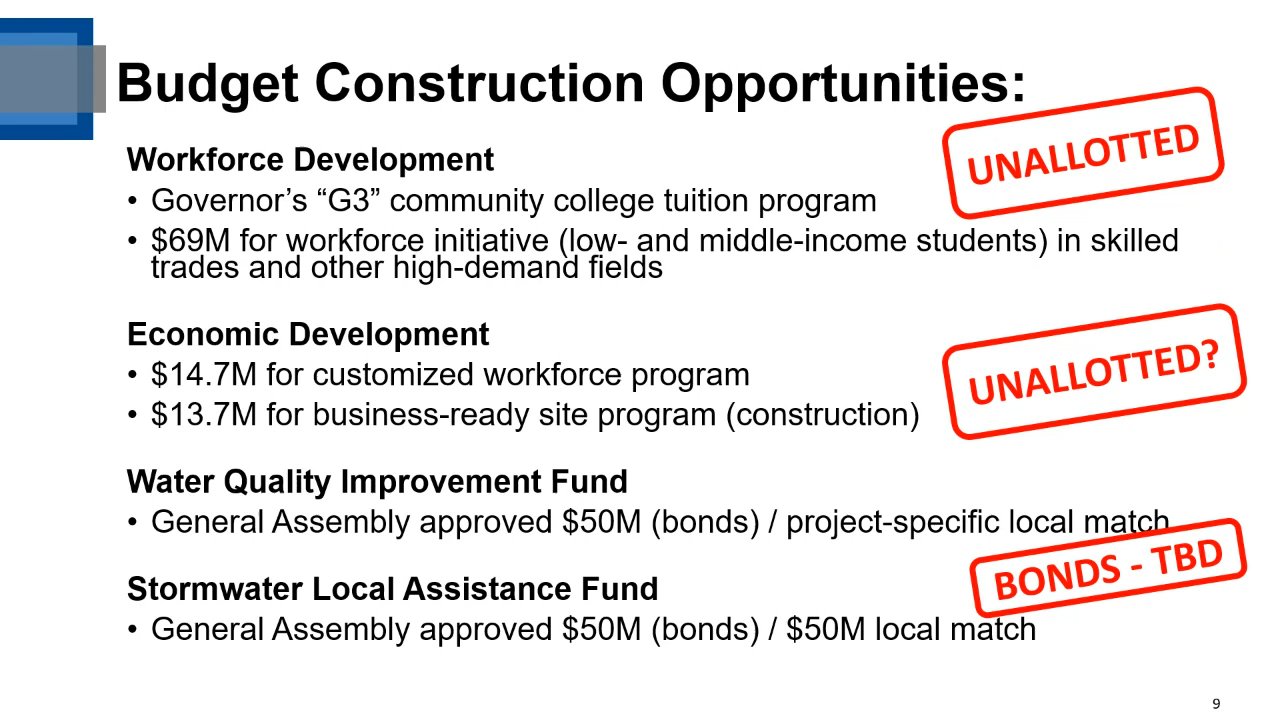 Budget Construction Opportunities:
UNALLOTTED
Workforce Development
• Governor’s “G3” community college tuition program
• $69M for workforce initiative (low- and middle-income students) in skilled
trades and other high-demand fields
Economic Development
UNALLOTTED?
• $14.7M for customized workforce program
• $13.7M for business-ready site program (construction)
Water Quality Improvement Fund
• General Assembly approved $50M (bonds) / project-specific local match
BONDS - TBD
Stormwater Local Assistance Fund
• General Assembly approved $50M (bonds) / $50M local match
9